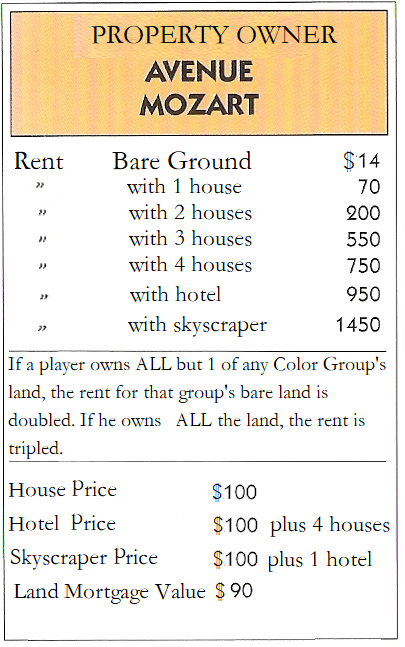 PROPERTY OWNER
AVENUE
MOZART
Rent Bare Ground $14
" with 1 house 70
" with 2 houses 200
" with 3 houses 550
" with 4 houses 750
" with hotel 950
" with skyscraper 1450
If a player owns ALL but 1 of any Color Group's
land, the rent for that group's bare land is
doubled. If he owns ALL the land, the rent is
tripled.
House Price $100
Hotel Price $100 plus 4 houses
Skyscraper Price $100 plus 1 hotel
Land Mortgage Value $90